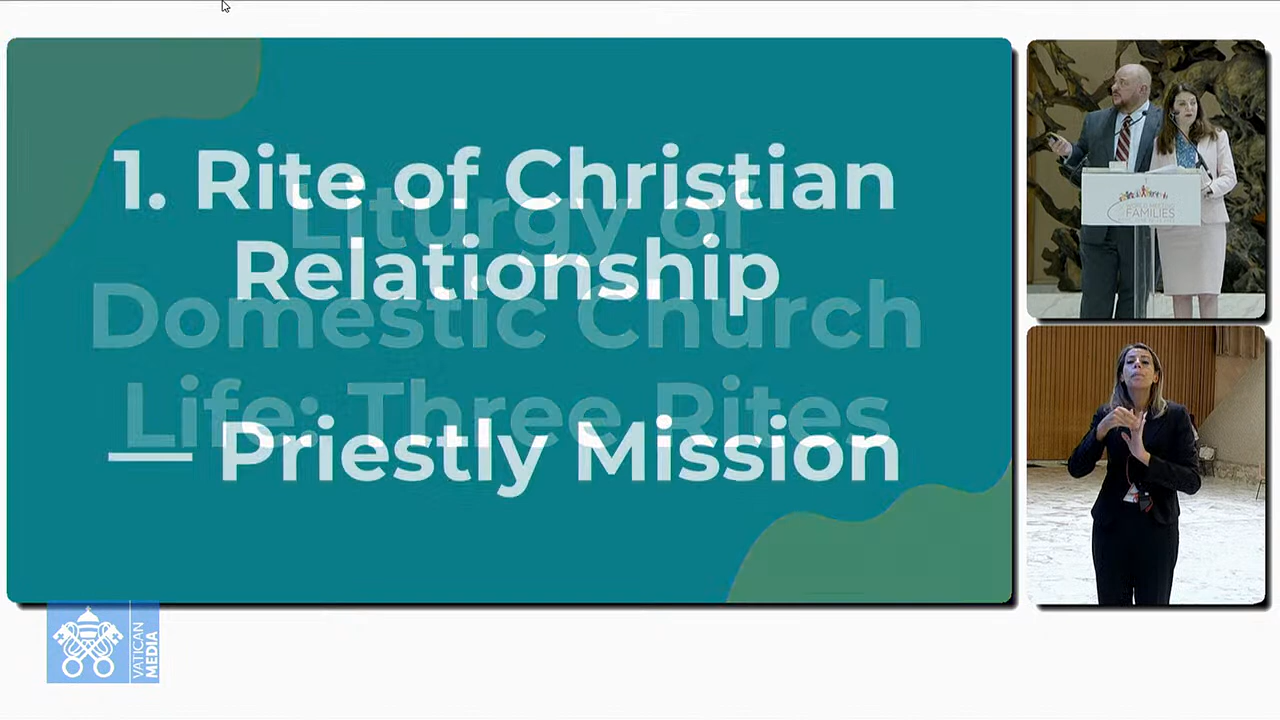 1. Rite of Christian
Relationship
— Priestly Mission
Liturgy of
Domestic Church
Life: Three Rites
FAMILIES
VATICAN
MEDIA